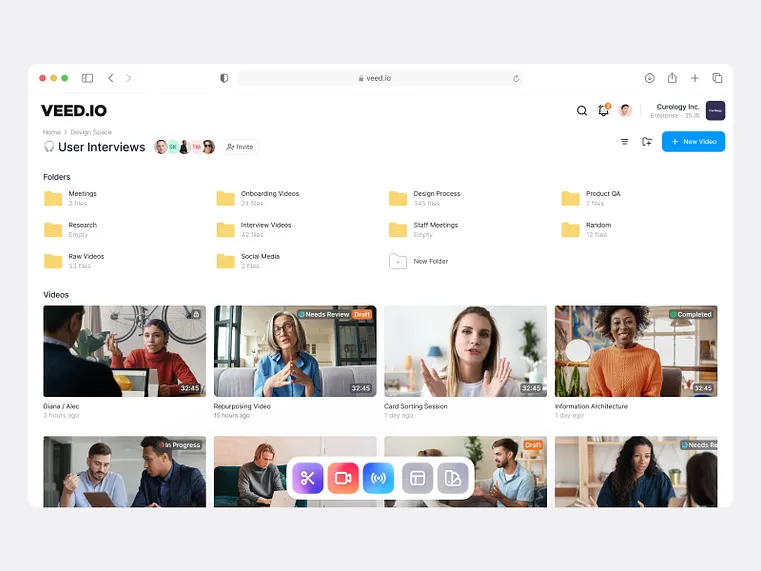 veed.io
VEED.IO
2
Curology Inc.
Enterprise - 35
Home > Design Space
User Interviews
SK
TM
Invite
+ New Video
Folders
Meetings
2 files
Onboarding Videos
24 files
Design Process
345 files
Product QA
7 files
Research
Empty
Interview Videos
42 files
Staff Meetings
Empty
Random
12 files
Raw Videos
53 files
Social Media
2 files
New Folder
Videos
32:45
Needs Review
Draft
32:45
32:45
Completed
32:45
Diana / Alec
2 hours ago
Repurposing Video
15 hours ago
Card Sorting Session
1 day ago
Information Architecture
1 day ago
In Progress
Draft
Needs Re